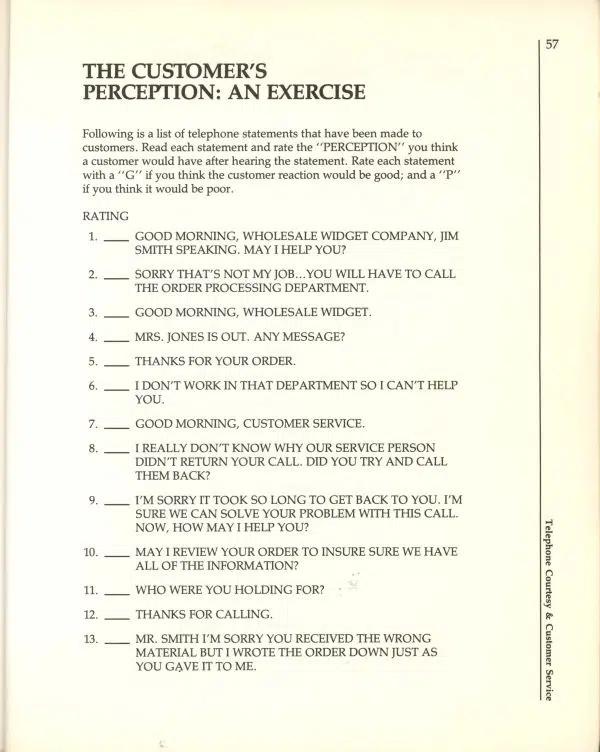 57
THE CUSTOMER'S
PERCEPTION: AN EXERCISE
Following is a list of telephone statements that have been made to
customers. Read each statement and rate the ''PERCEPTION'' you think
a customer would have after hearing the statement. Rate each statement
with a ''G'' if you think the customer reaction would be good; and a ''P''
if you think it would be poor.
RATING
1. ____ GOOD MORNING, WHOLESALE WIDGET COMPANY, JIM
SMITH SPEAKING. MAY I HELP YOU?
2. ____ SORRY THAT'S NOT MY JOB...YOU WILL HAVE TO CALL
THE ORDER PROCESSING DEPARTMENT.
3. ____ GOOD MORNING, WHOLESALE WIDGET.
4. ____ MRS. JONES IS OUT. ANY MESSAGE?
5. ____ THANKS FOR YOUR ORDER.
6. ____ I DON'T WORK IN THAT DEPARTMENT SO I CAN'T HELP
YOU.
7. ____ GOOD MORNING, CUSTOMER SERVICE.
8. ____ I REALLY DON'T KNOW WHY OUR SERVICE PERSON
DIDN'T RETURN YOUR CALL. DID YOU TRY AND CALL
THEM BACK?
9. ____ I'M SORRY IT TOOK SO LONG TO GET BACK TO YOU. I'M
SURE WE CAN SOLVE YOUR PROBLEM WITH THIS CALL.
NOW, HOW MAY I HELP YOU?
10. ____ MAY I REVIEW YOUR ORDER TO INSURE SURE WE HAVE
ALL OF THE INFORMATION?
11. ____ WHO WERE YOU HOLDING FOR?
12. ____ THANKS FOR CALLING.
13. ____ MR. SMITH I'M SORRY YOU RECEIVED THE WRONG
MATERIAL BUT I WROTE THE ORDER DOWN JUST AS
YOU GAVE IT TO ME.
Telephone Courtesy & Customer Service